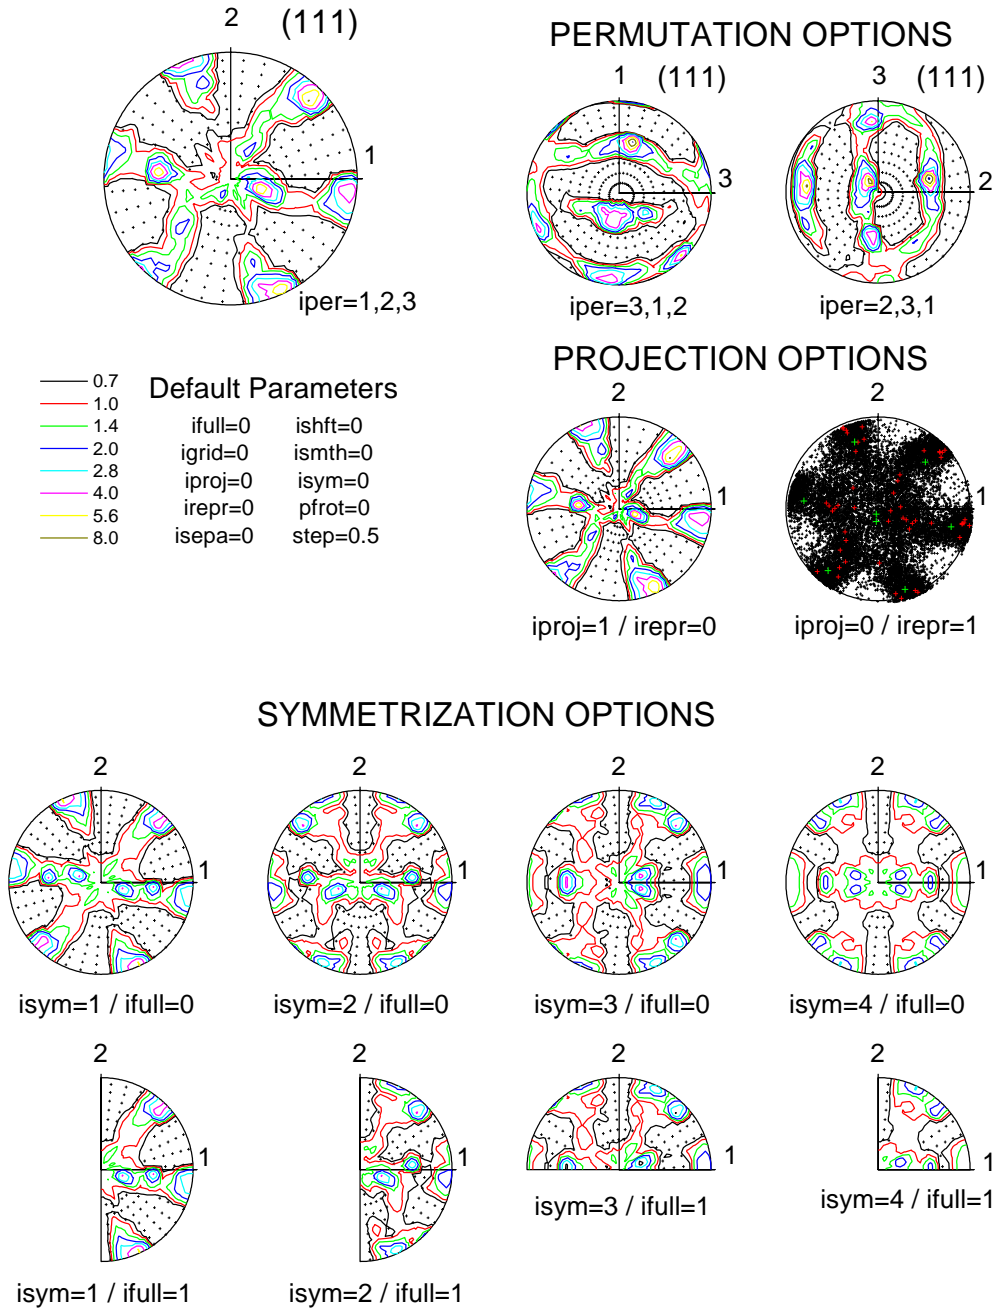 2 (111)
1
iper=1,2,3
PERMUTATION OPTIONS
1 (111)
3
iper=3,1,2
3 (111)
2
iper=2,3,1
0.7
1.0
1.4
2.0
2.8
4.0
5.6
8.0
Default Parameters
ifull=0 ishft=0
igrid=0 ismth=0
iproj=0 isym=0
irepr=0 pfrot=0
isepa=0 step=0.5
PROJECTION OPTIONS
2
1
iproj=1 / irepr=0
2
1
iproj=0 / irepr=1
SYMMETRIZATION OPTIONS
2
1
isym=1 / ifull=0
2
1
isym=2 / ifull=0
2
1
isym=3 / ifull=0
2
1
isym=4 / ifull=0
2
1
isym=1 / ifull=1
2
1
isym=2 / ifull=1
2
1
isym=3 / ifull=1
2
1
isym=4 / ifull=1